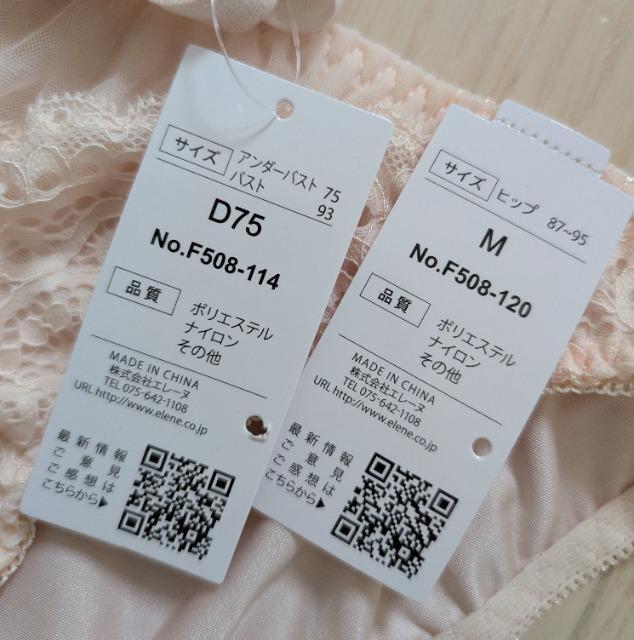 サイズ アンダーバスト 75
バスト 93
D75
No.F508-114
品質 ポリエステル
ナイロン
その他
MADE IN CHINA
株式会社エレーヌ
TEL 075-642-1108
URL http://www.elene.co.jp
最新情報
ご意見
ご感想は
こちらから▶
サイズ ヒップ 87~95
M
No.F508-120
品質 ポリエステル
ナイロン
その他
MADE IN CHINA
株式会社エレーヌ
TEL 075-642-1108
URL http://www.elene.co.jp
最新情報
ご意見
ご感想は
こちらから▶